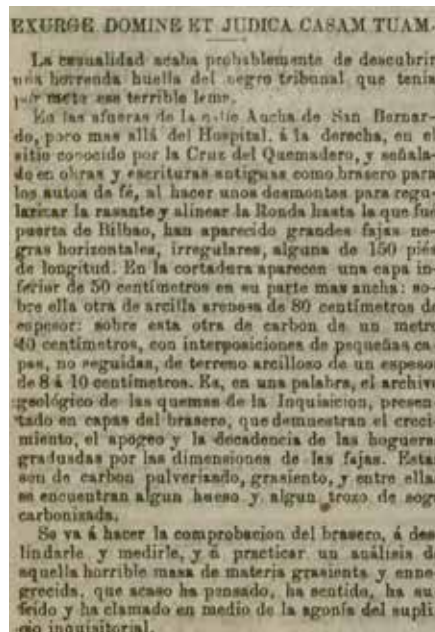 EXURGE DOMINE ET JUDICA CASAM TUAM.
La casualidad acaba probablemente de descubrir
una horrenda huella del negro tribunal que tenia
por meta ese terrible lema.
En las afueras de la calle Ancha de San Bernar-
do, poco mas allá del Hospital, á la derecha, en el
sitio conocido por la Cruz del Quemadero, y señala-
do en obras y escrituras antiguas como brasero para
los autos de fé, al hacer unos desmontes para regu-
larizar la rasante y alinear la Ronda hasta la que fué
puerta de Bilbao, han aparecido grandes fajas ne-
gras horizontales, irregulares, alguna de 150 piés
de longitud. En la cortadura aparecen una capa in-
ferior de 50 centímetros en su parte mas ancha: so-
bre ella otra de arcilla arenosa de 80 centímetros de
espesor: sobre esta otra de carbon de un metro
40 centímetros, con interposiciones de pequeñas ca-
pas, no seguidas, de terreno arcilloso de un espesor
de 8 á 10 centímetros. Es, en una palabra, el archivo
geológico de las quemas de la Inquisicion, presen-
tado en capas del brasero, que demuestran el creci-
miento, el apogeo y la decadencia de las hogueras
graduadas por las dimensiones de las fajas. Estas
son de carbon pulverizado, grasiento, y entre ellas
se encuentran algun hueso y algun trozo de sog
carbonizada.
Se va á hacer la comprobacion del brasero, á des
lindarle y medirle, y á practicar un análisis d
aquella horrible masa de materia grasienta y enne-
grecida, que acaso ha pensado, ha sentido, ha su
frido y ha clamado en medio de la agonía del supli
cio inquisitorial.